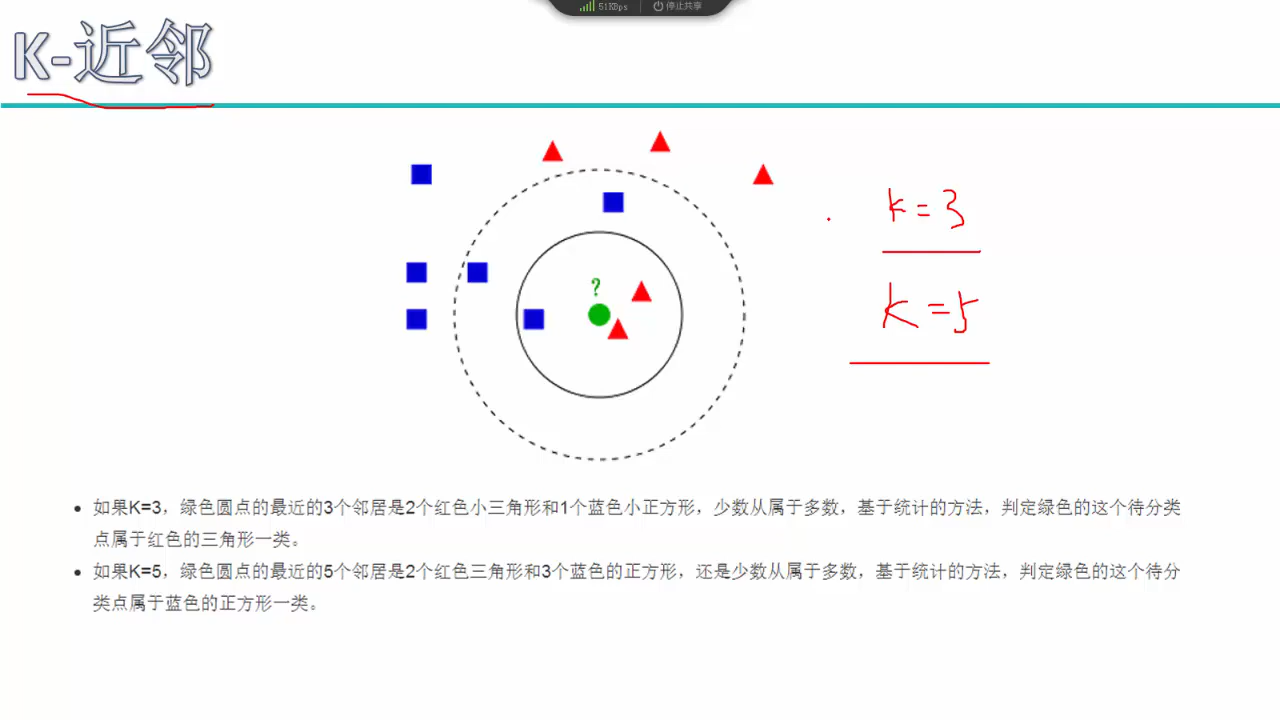 51KBps 停止共享
K-近邻
k=3
?
k=5
如果K=3，绿色圆点的最近的3个邻居是2个红色小三角形和1个蓝色小正方形，少数从属于多数，基于统计的方法，判定绿色的这个待分类
点属于红色的三角形一类。
如果K=5，绿色圆点的最近的5个邻居是2个红色三角形和3个蓝色的正方形，还是少数从属于多数，基于统计的方法，判定绿色的这个待分
类点属于蓝色的正方形一类。